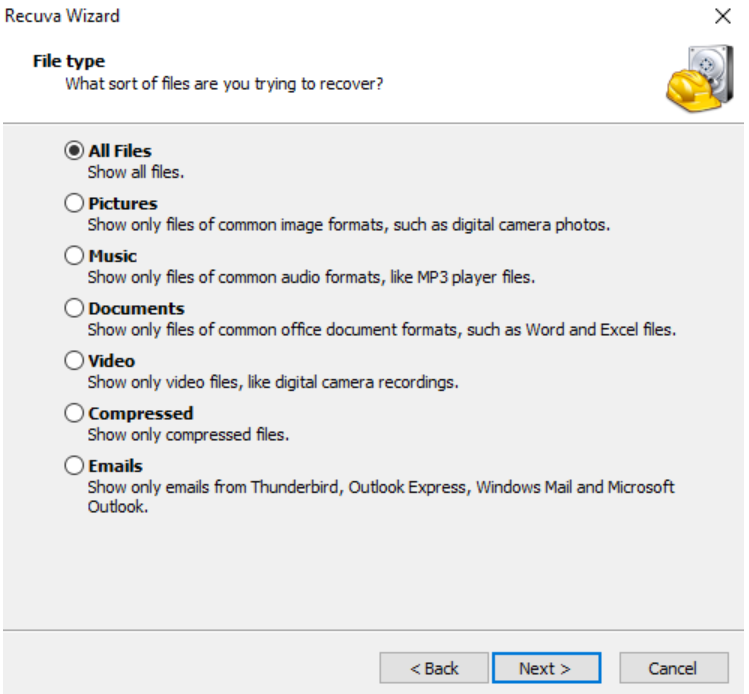 Recuva Wizard
File type
What sort of files are you trying to recover?
All Files
Show all files.
Pictures
Show only files of common image formats, such as digital camera photos.
Music
Show only files of common audio formats, like MP3 player files.
Documents
Show only files of common office document formats, such as Word and Excel files.
Video
Show only video files, like digital camera recordings.
Compressed
Show only compressed files.
Emails
Show only emails from Thunderbird, Outlook Express, Windows Mail and Microsoft
Outlook.
< Back Next > Cancel